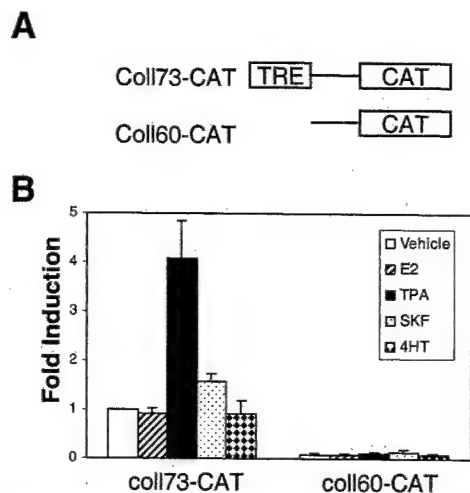 A
Coll73-CAT TRE CAT
Coll60-CAT CAT
B
Fold Induction
5
4
3
2
1
0
Vehicle
E2
TPA
SKF
4HT
coll73-CAT coll60-CAT